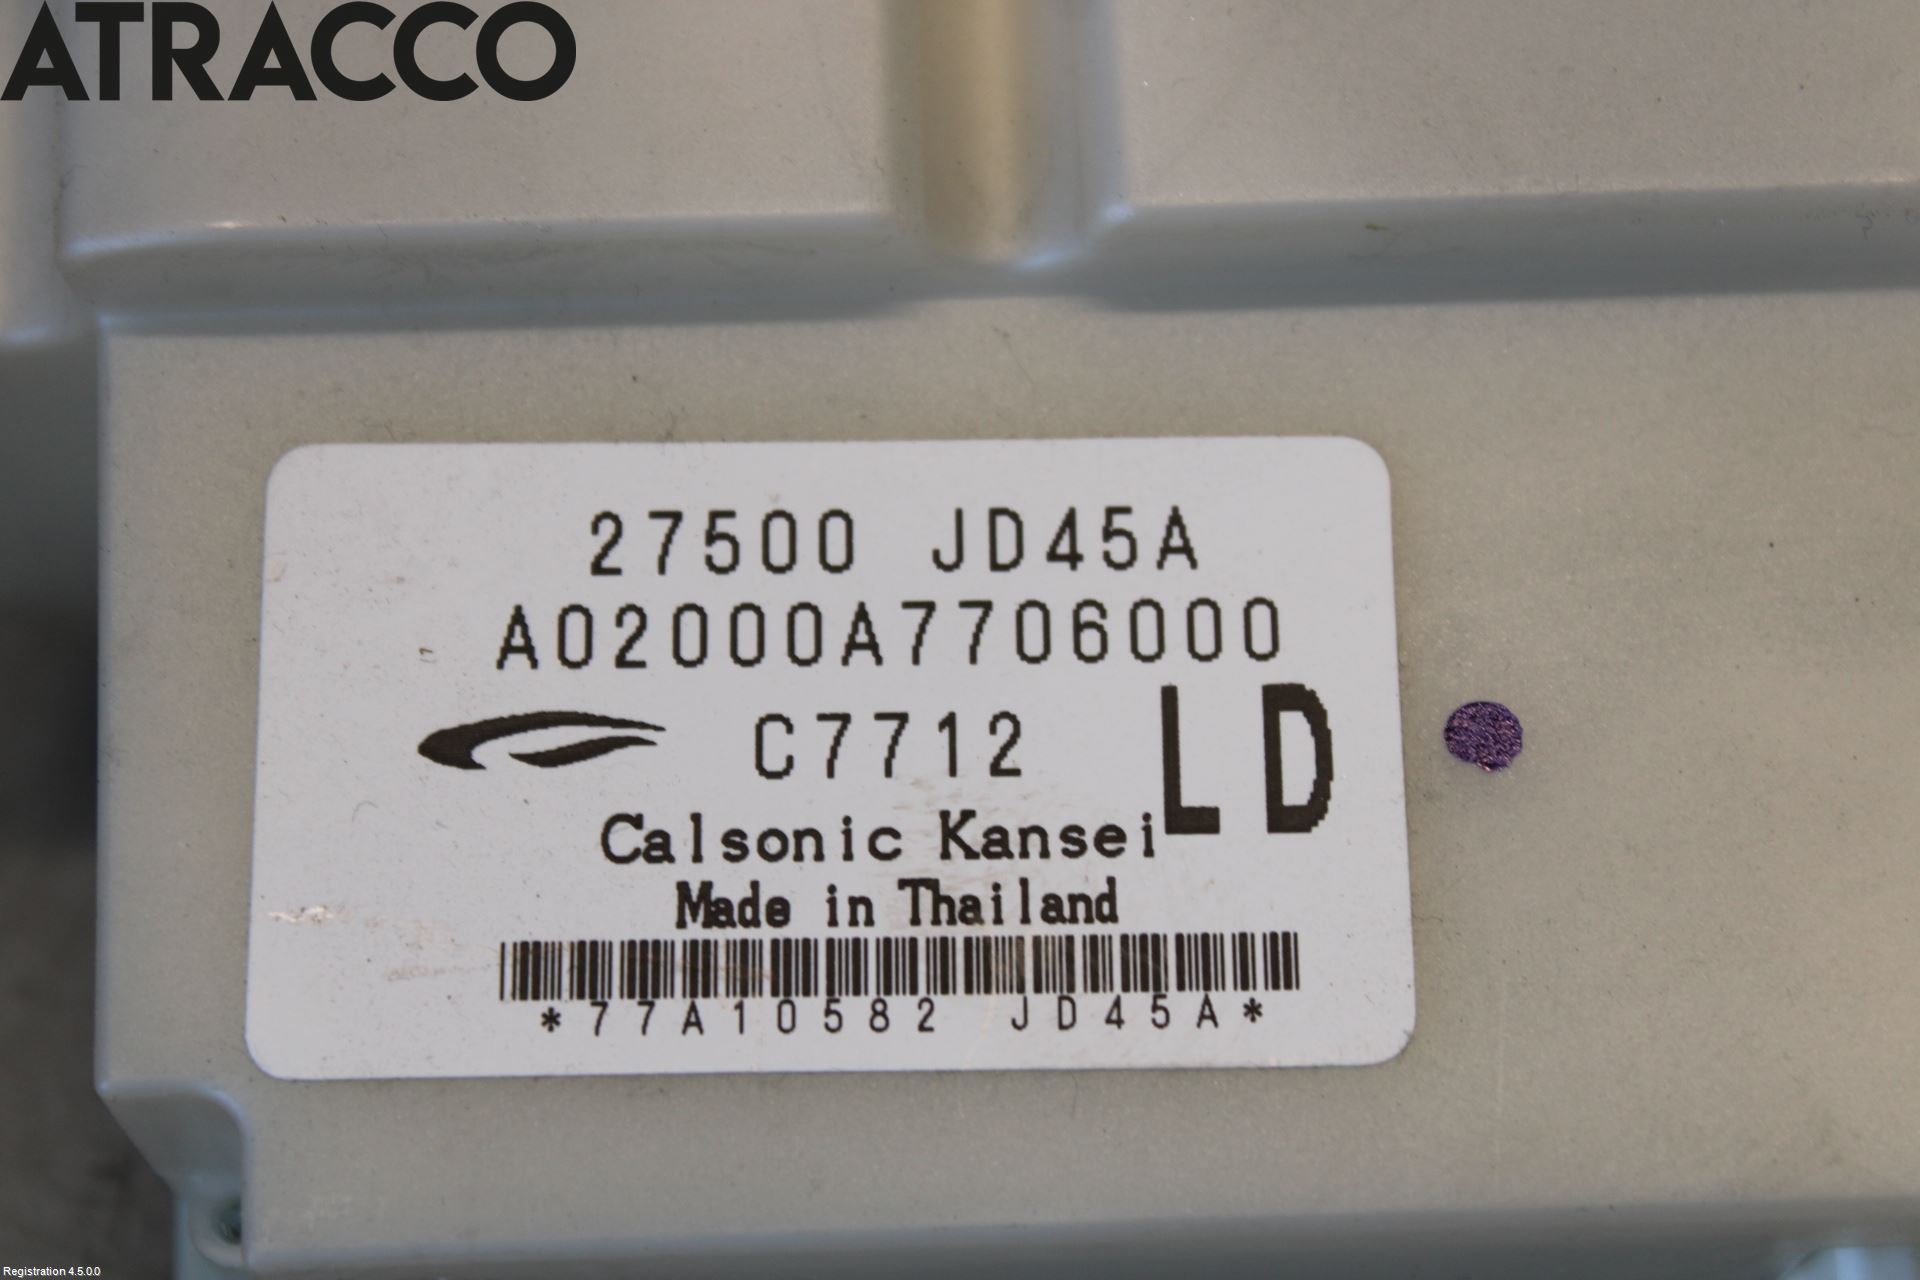 ATRACCO
27500 JD45A
A02000A7706000
C7712 LD
Calsonic Kansei
Made in Thailand
*77A10582 JD45A*
Registration 4.5.0.0